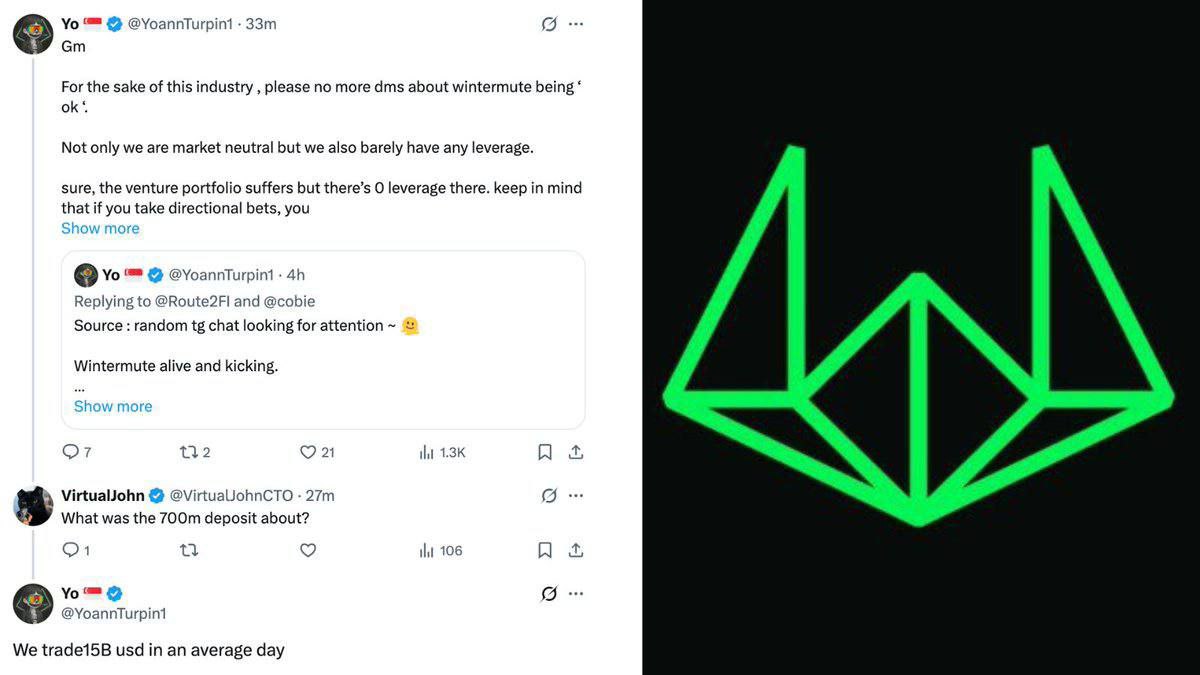 Yo @YoannTurpin1 · 33m
Gm
For the sake of this industry , please no more dms about wintermute being ‘
ok ‘.
Not only we are market neutral but we also barely have any leverage.
sure, the venture portfolio suffers but there’s 0 leverage there. keep in mind
that if you take directional bets, you
Show more
Yo @YoannTurpin1 · 4h
Replying to @Route2FI and @cobie
Source : random tg chat looking for attention ~
Wintermute alive and kicking.
...
Show more
7 2 21 1.3K
VirtualJohn @VirtualJohnCTO · 27m
What was the 700m deposit about?
1 106
Yo
@YoannTurpin1
We trade15B usd in an average day